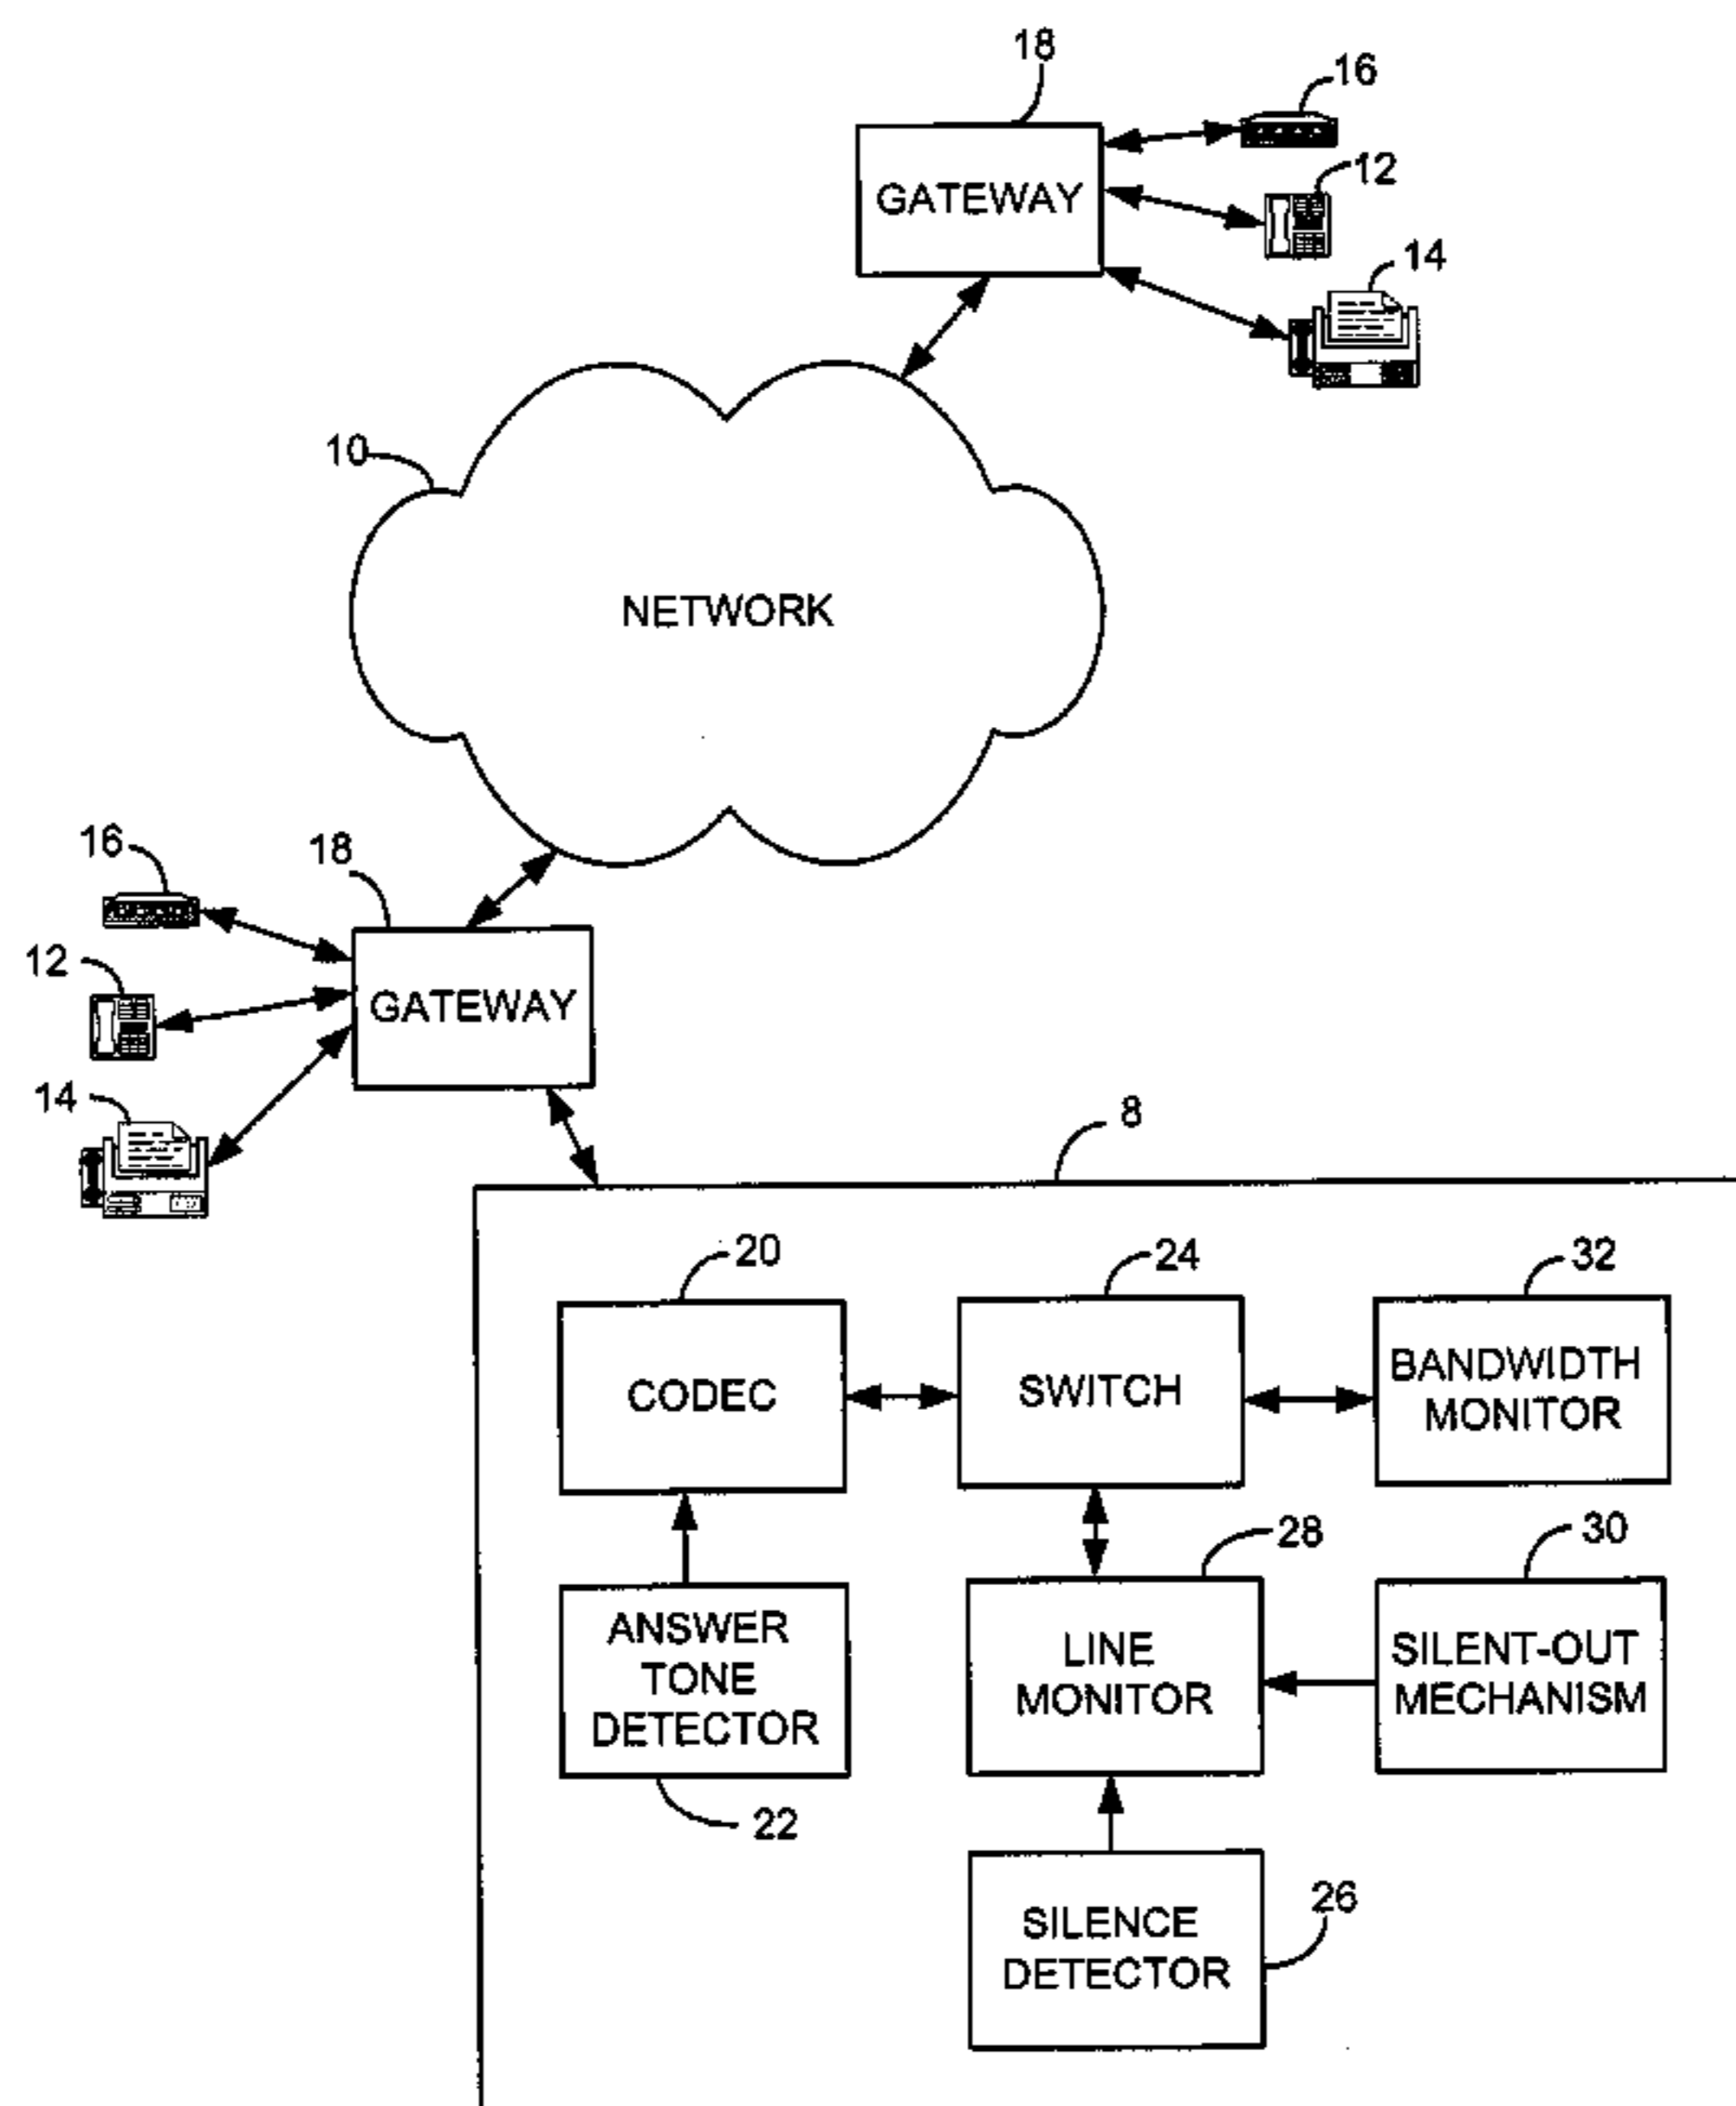 18
16
GATEWAY
12
14
10
NETWORK
16
18
12
GATEWAY
14
8
20
24
32
CODEC
SWITCH
BANDWIDTH
MONITOR
28
30
ANSWER
TONE
DETECTOR
LINE
MONITOR
SILENT-OUT
MECHANISM
22
26
SILENCE
DETECTOR